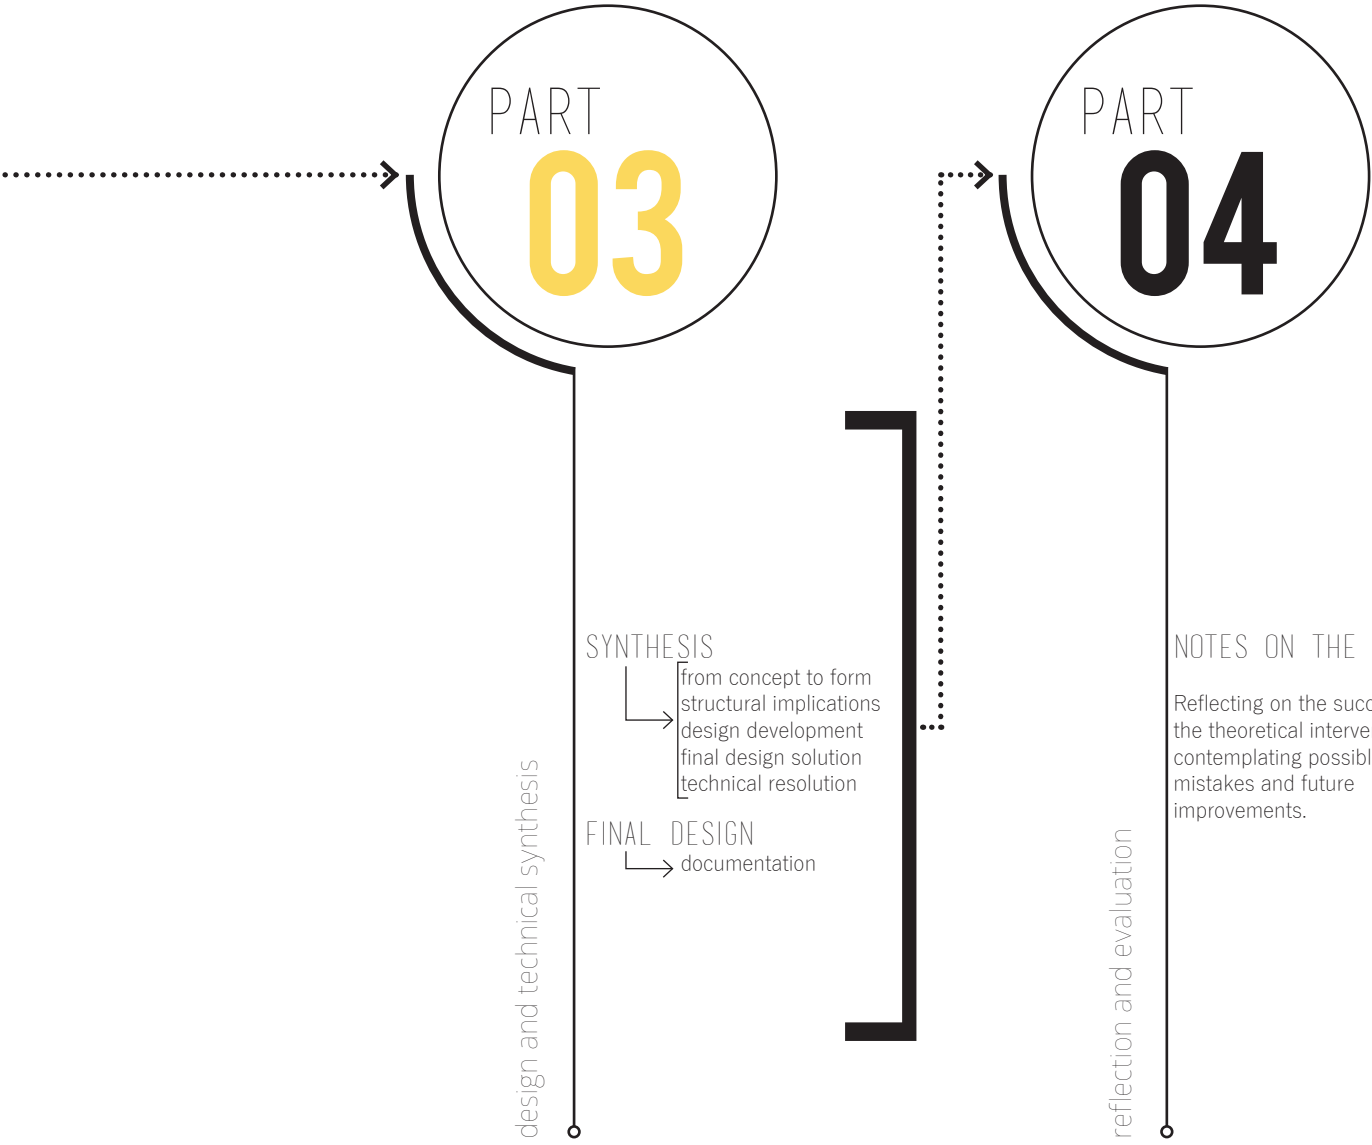 PART
03
design and technical synthesis
SYNTHESIS
from concept to form
structural implications
design development
final design solution
technical resolution
FINAL DESIGN
documentation
PART
04
reflection and evaluation
NOTES ON THE
Reflecting on the
the theoretical
contemplating
mistakes and future
improvements.